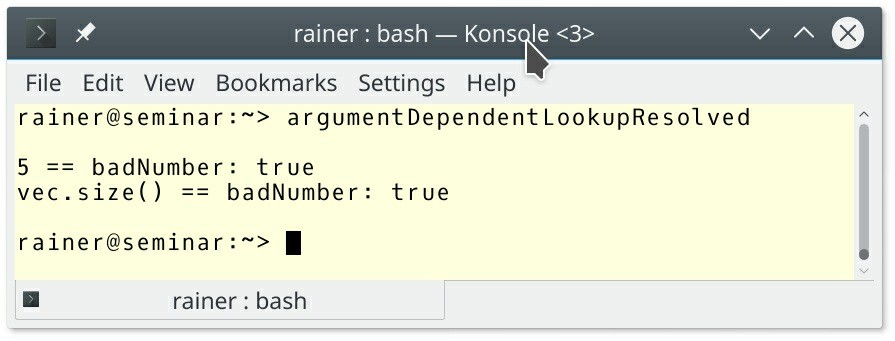 rainer : bash — Konsole <3>
File Edit View Bookmarks Settings Help
rainer@seminar:~> argumentDependentLookupResolved
5 == badNumber: true
vec.size() == badNumber: true
rainer@seminar:~>
rainer : bash